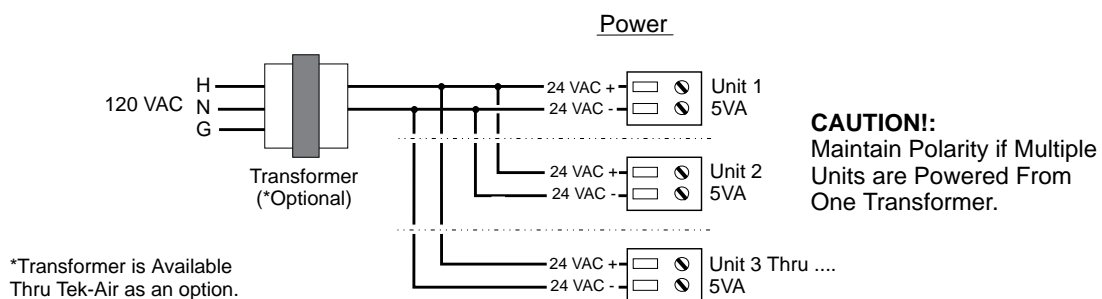 Power
120 VAC
H
N
G
Transformer
(*Optional)
24 VAC +
24 VAC -
Unit 1
5VA
24 VAC +
24 VAC -
Unit 2
5VA
24 VAC +
24 VAC -
Unit 3 Thru ....
5VA
CAUTION!:
Maintain Polarity if Multiple
Units are Powered From
One Transformer.
*Transformer is Available
Thru Tek-Air as an option.